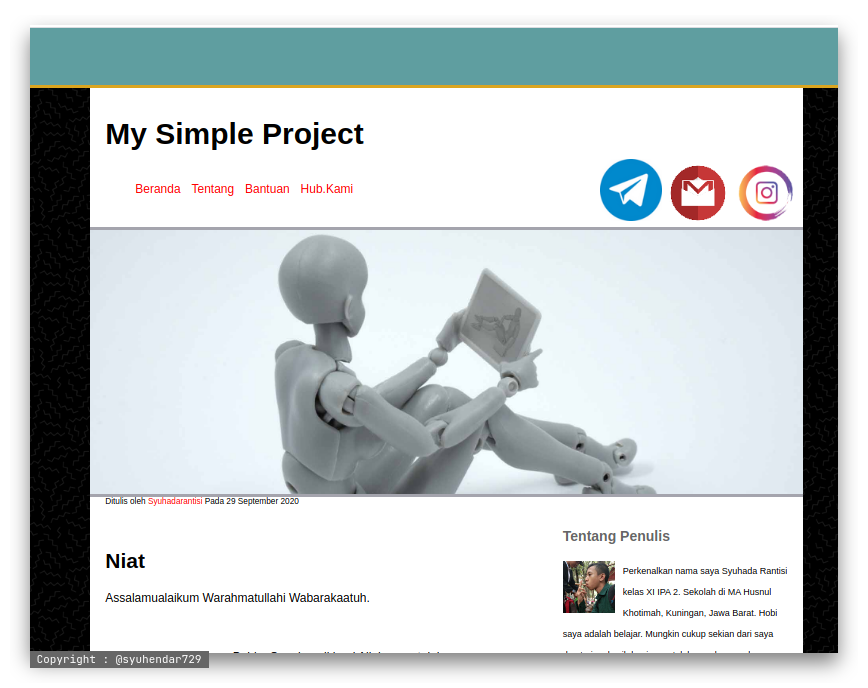 My Simple Project
Beranda Tentang Bantuan Hub.Kami
Ditulis oleh Syuhadarantisi Pada 29 September 2020
Niat
Assalamualaikum Warahmatullahi Wabarakaatuh.
Tentang Penulis
Perkenalkan nama saya Syuhada Rantisi
kelas XI IPA 2. Sekolah di MA Husnul
Khotimah, Kuningan, Jawa Barat. Hobi
saya adalah belajar. Mungkin cukup sekian dari saya
Copyright : @syuhendar729